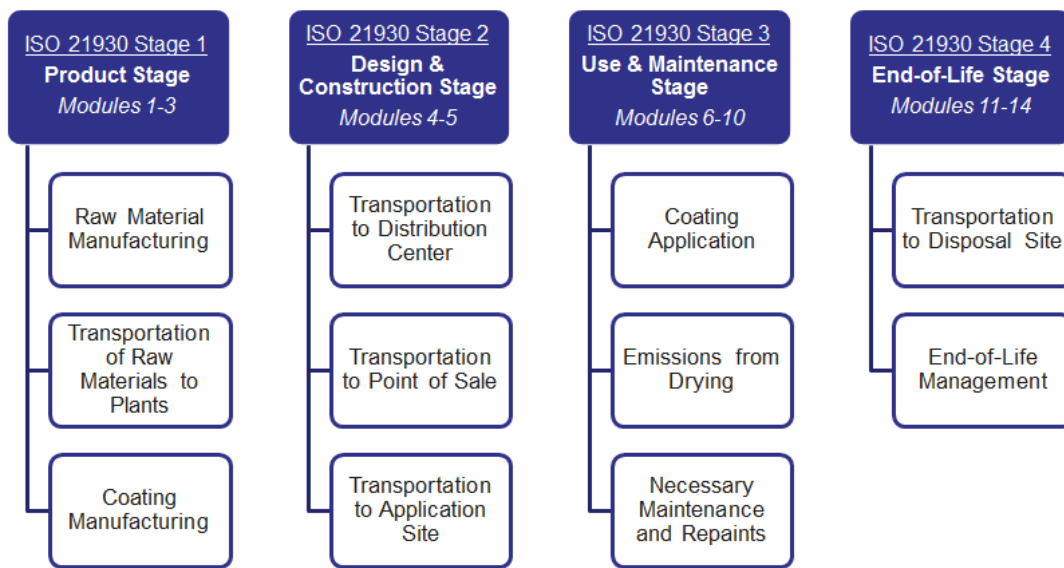 ISO 21930 Stage 1
Product Stage
Modules 1-3
Raw Material
Manufacturing
Transportation
of Raw
Materials to
Plants
Coating
Manufacturing
ISO 21930 Stage 2
Design &
Construction Stage
Modules 4-5
Transportation
to Distribution
Center
Transportation
to Point of Sale
Transportation
to Application
Site
ISO 21930 Stage 3
Use & Maintenance
Stage
Modules 6-10
Coating
Application
Emissions from
Drying
Necessary
Maintenance
and Repaints
ISO 21930 Stage 4
End-of-Life Stage
Modules 11-14
Transportation
to Disposal Site
End-of-Life
Management